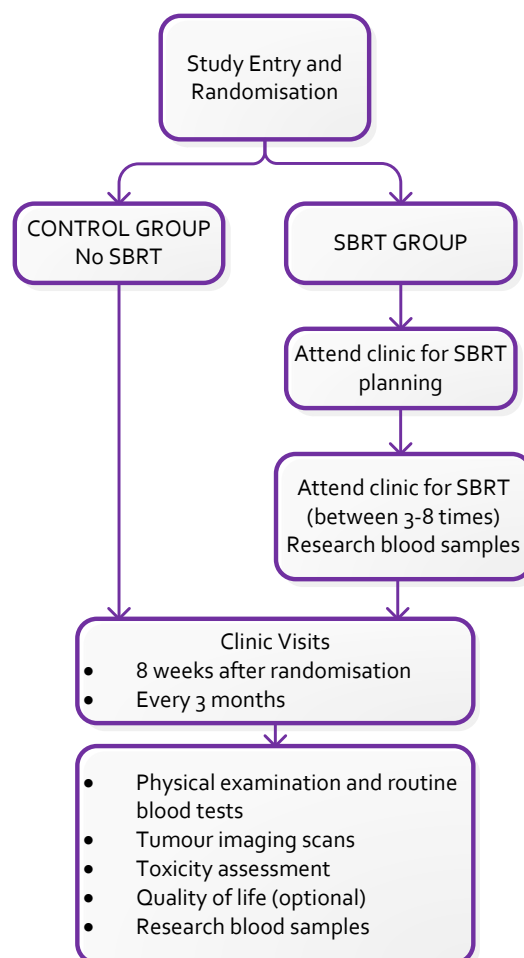 Study Entry and
Randomisation
CONTROL GROUP
No SBRT
SBRT GROUP
Attend clinic for SBRT
planning
Attend clinic for SBRT
(between 3-8 times)
Research blood samples
Clinic Visits
• 8 weeks after randomisation
• Every 3 months
• Physical examination and routine
blood tests
• Tumour imaging scans
• Toxicity assessment
• Quality of life (optional)
• Research blood samples